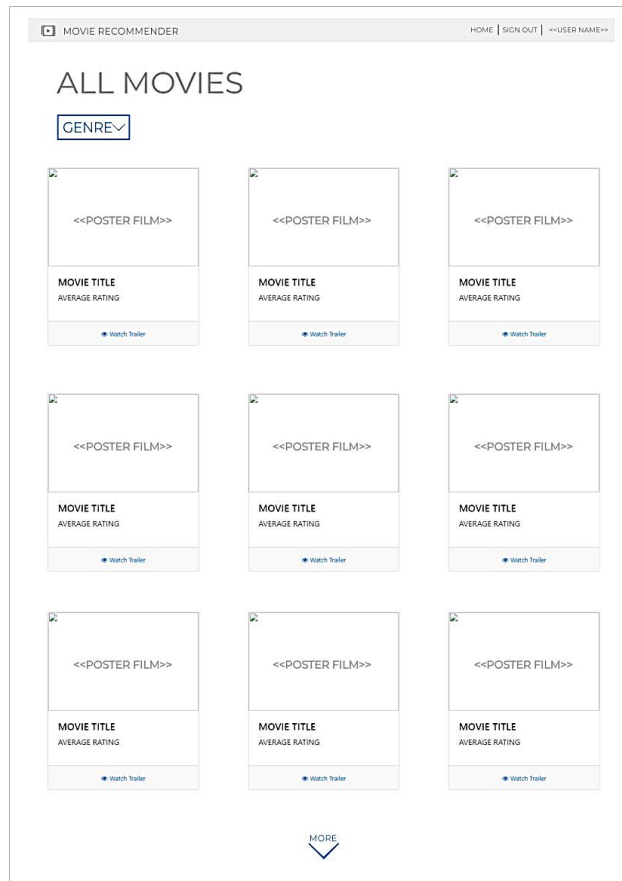 MOVIE RECOMMENDER HOME | SIGN OUT | <<USER NAME>>
ALL MOVIES
GENRE
<<POSTER FILM>> <<POSTER FILM>> <<POSTER FILM>>
MOVIE TITLE MOVIE TITLE MOVIE TITLE
AVERAGE RATING AVERAGE RATING AVERAGE RATING
Watch Trailer Watch Trailer Watch Trailer
<<POSTER FILM>> <<POSTER FILM>> <<POSTER FILM>>
MOVIE TITLE MOVIE TITLE MOVIE TITLE
AVERAGE RATING AVERAGE RATING AVERAGE RATING
Watch Trailer Watch Trailer Watch Trailer
<<POSTER FILM>> <<POSTER FILM>> <<POSTER FILM>>
MOVIE TITLE MOVIE TITLE MOVIE TITLE
AVERAGE RATING AVERAGE RATING AVERAGE RATING
Watch Trailer Watch Trailer Watch Trailer
MORE